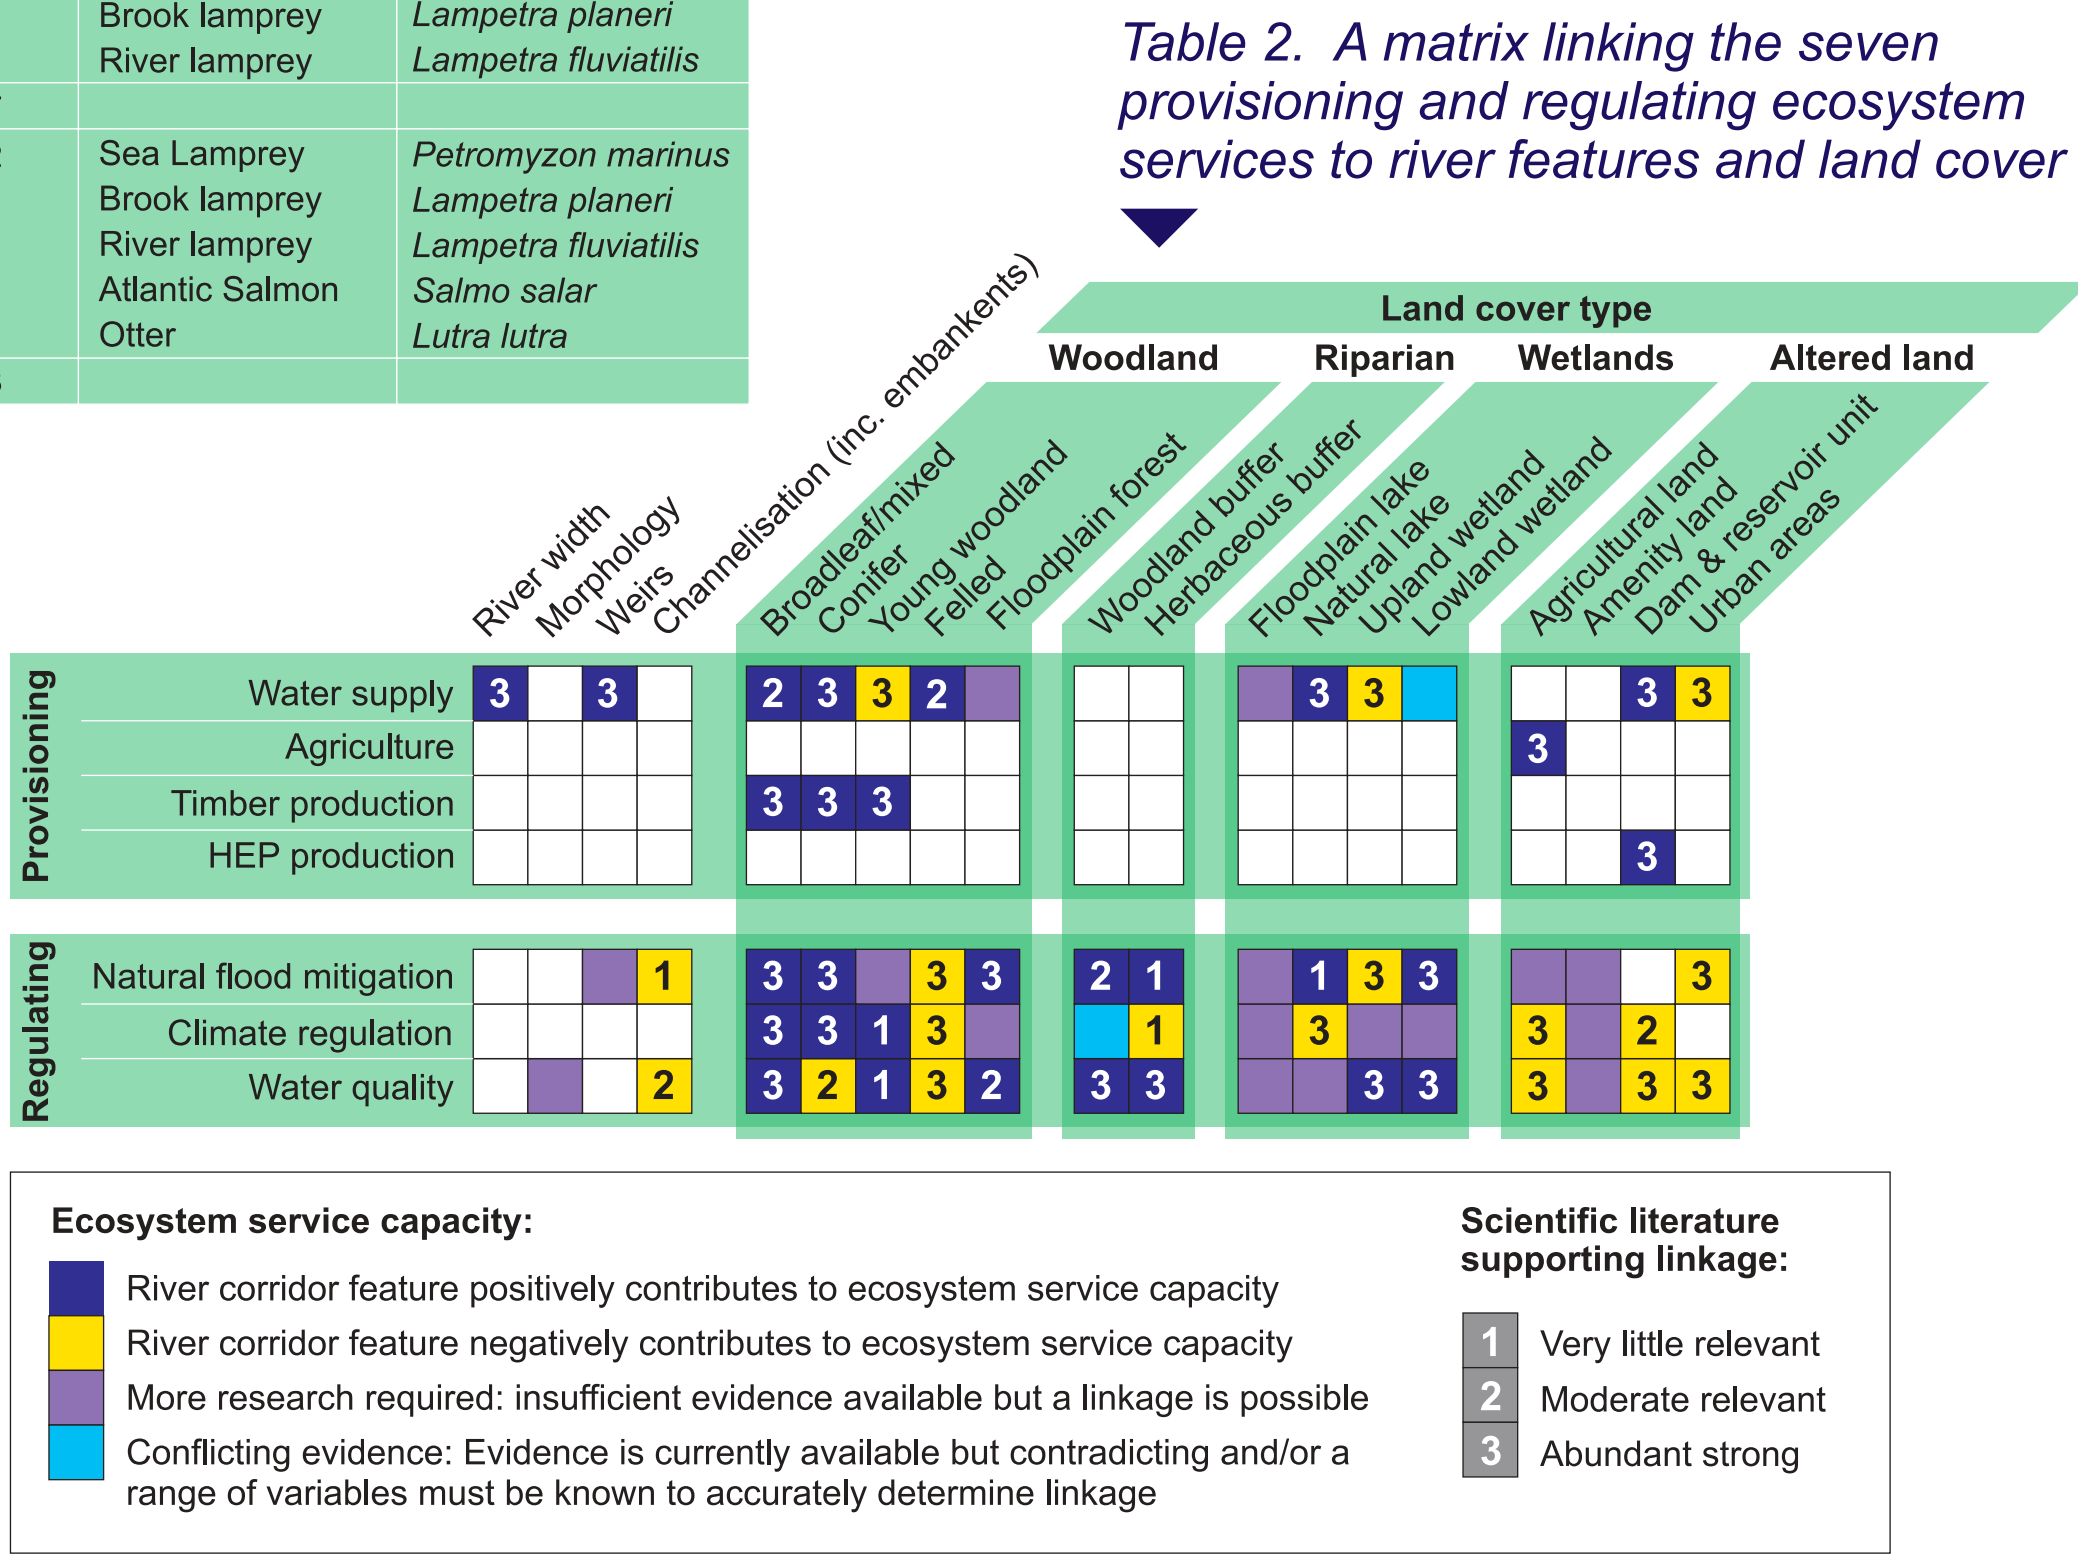 Brook lamprey Lampetra planeri
River lamprey Lampetra fluviatilis
Sea Lamprey Petromyzon marinus
Brook lamprey Lampetra planeri
River lamprey Lampetra fluviatilis
Atlantic Salmon Salmo salar
Otter Lutra lutra
Table 2. A matrix linking the seven
provisioning and regulating ecosystem
services to river features and land cover
Land cover type
Woodland Riparian Wetlands Altered land
River width
Morphology
Weirs
Channelisation (inc. embankents)
Broadleaf/mixed
Conifer
Young woodland
Felled
Floodplain forest
Woodland buffer
Herbaceous buffer
Floodplain lake
Natural lake
Upland wetland
Lowland wetland
Agricultural land
Amenity land
Dam & reservoir unit
Urban areas
Provisioning
Water supply 3 3 2 3 3 2 3 3 3 3
Agriculture 3
Timber production 3 3 3
HEP production 3
Regulating
Natural flood mitigation 1 3 3 3 3 2 1 1 3 3 3
Climate regulation 3 3 1 3 1 3 3 2
Water quality 2 3 2 1 3 2 3 3 3 3 3 3 3
Ecosystem service capacity:
River corridor feature positively contributes to ecosystem service capacity
River corridor feature negatively contributes to ecosystem service capacity
More research required: insufficient evidence available but a linkage is possible
Conflicting evidence: Evidence is currently available but contradicting and/or a
range of variables must be known to accurately determine linkage
Scientific literature
supporting linkage:
1 Very little relevant
2 Moderate relevant
3 Abundant strong